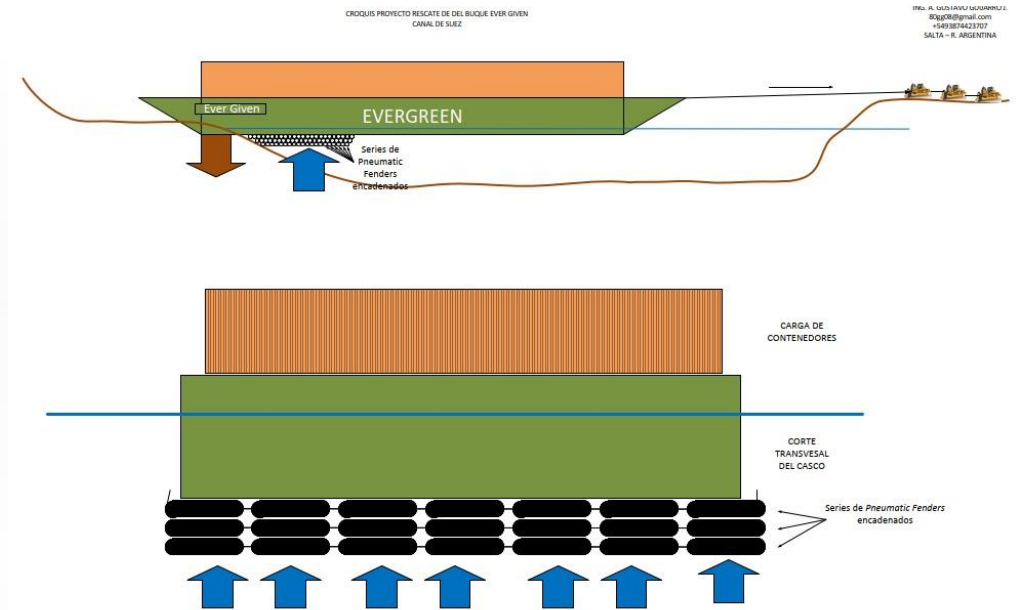 CROQUIS PROYECTO RESCATE DE DEL BUQUE EVER GIVEN
CANAL DE SUEZ
ING. A. GUSTAVO
80gg08@gmail.com
+5493874423707
SALTA – R. ARGENTINA
Ever Given
EVERGREEN
Series de
Pneumatic
Fenders
encadenados
CARGA DE
CONTENEDORES
CORTE
TRANSVESAL
DEL CASCO
Series de Pneumatic Fenders
encadenados